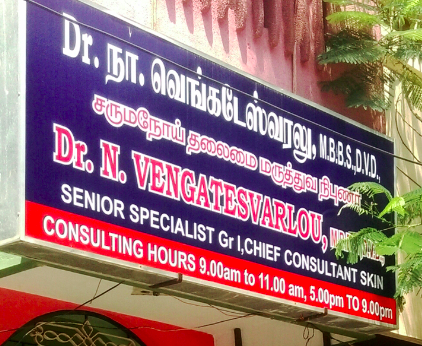 Dr. நா. வெங்கடேஸ்வரலு, M.B.B.S.,D.V.D.,
சருமநோய் தலைமை மருத்துவ நிபுணர்
Dr. N. VENGATESVARLOU,
SENIOR SPECIALIST Gr I,CHIEF CONSULTANT SKIN
CONSULTING HOURS 9.00am to 11.00 am, 5.00pm TO 9.00pm